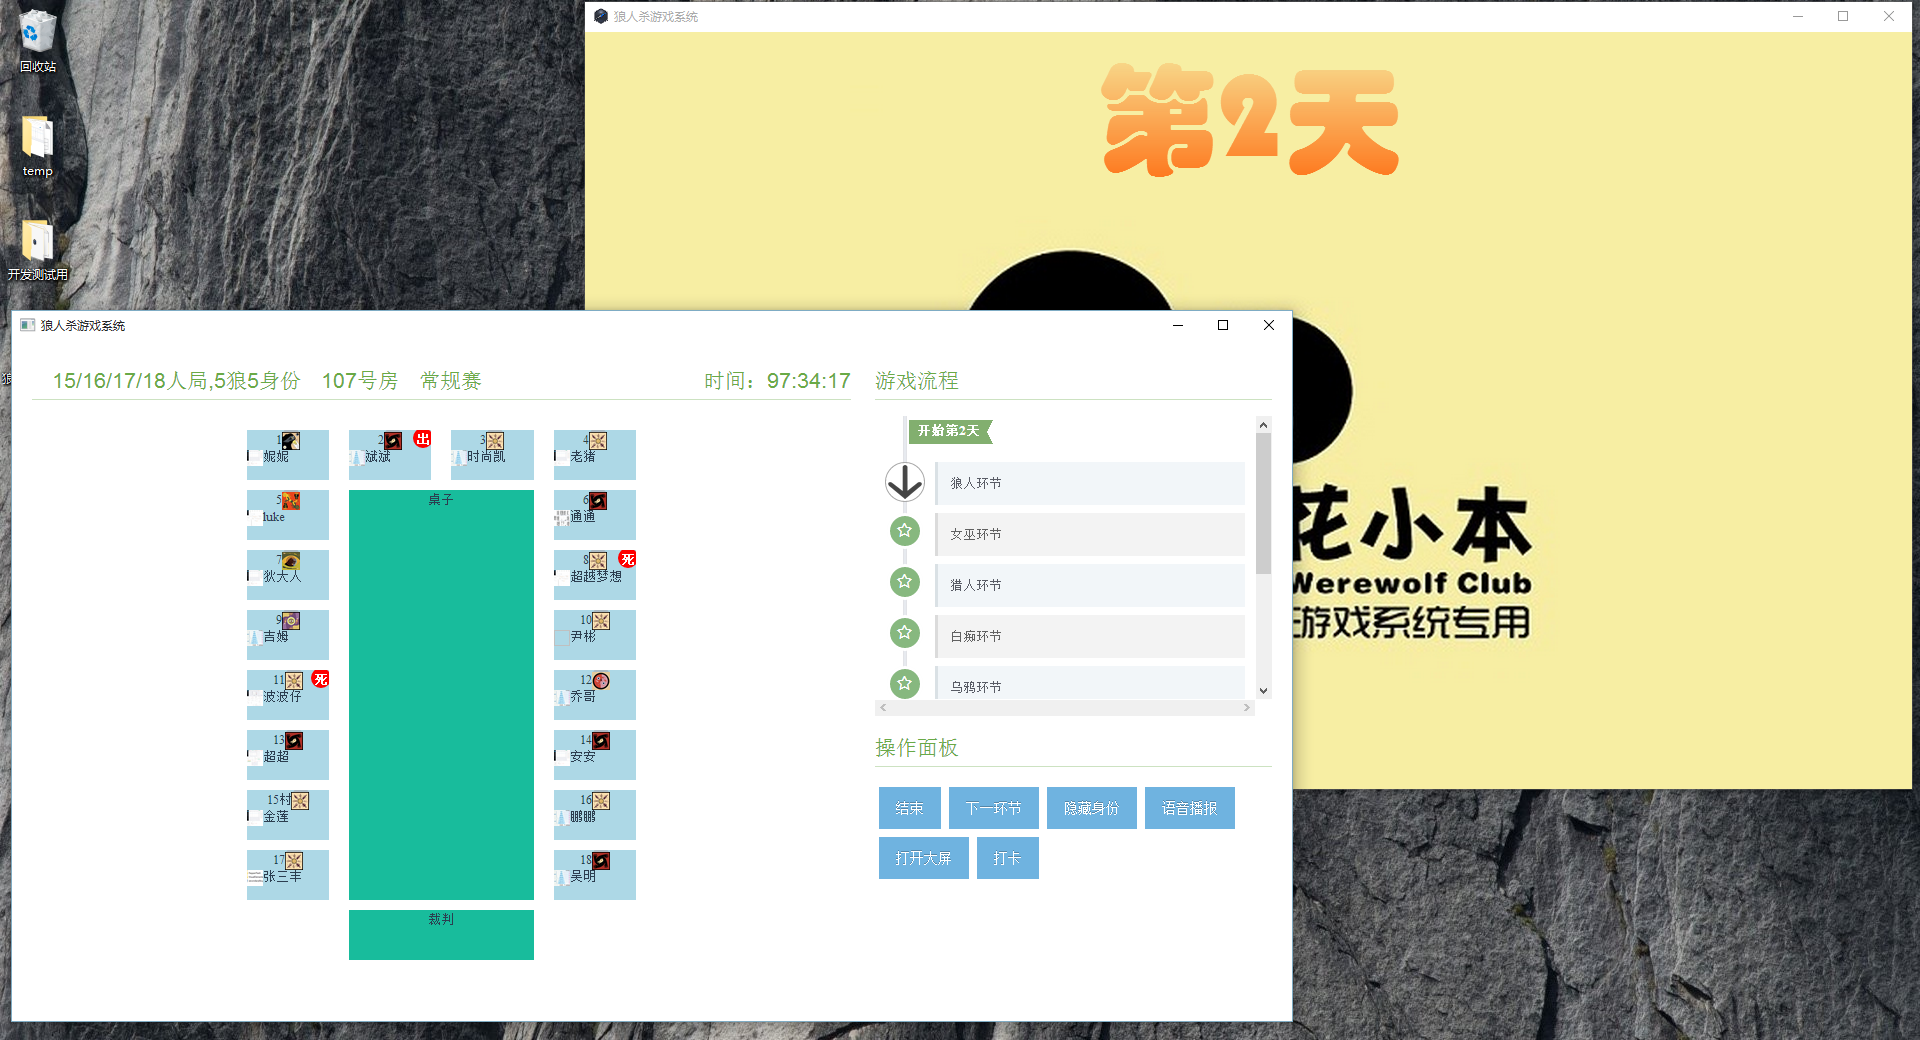 回收站
temp
开发测试用
狼人杀游戏系统
第2天
花小本
Werewolf Club
游戏系统专用
狼人杀游戏系统
15/16/17/18人局,5狼5身份 107号房 常规赛 时间：97:34:17
1
妮妮
2 出
斌斌
3
时尚凯
4
老猪
5
luke
桌子
6
通通
7
狄大人
8 死
超越梦想
9
吉姆
10
尹彬
11 死
波波仔
12
乔哥
13
超超
14
安安
15村
金莲
16
鹏鹏
17
张三丰
18
吴明
裁判
游戏流程
开始第2天
狼人环节
女巫环节
猎人环节
白痴环节
乌鸦环节
操作面板
结束 下一环节 隐藏身份 语音播报
打开大屏 打卡